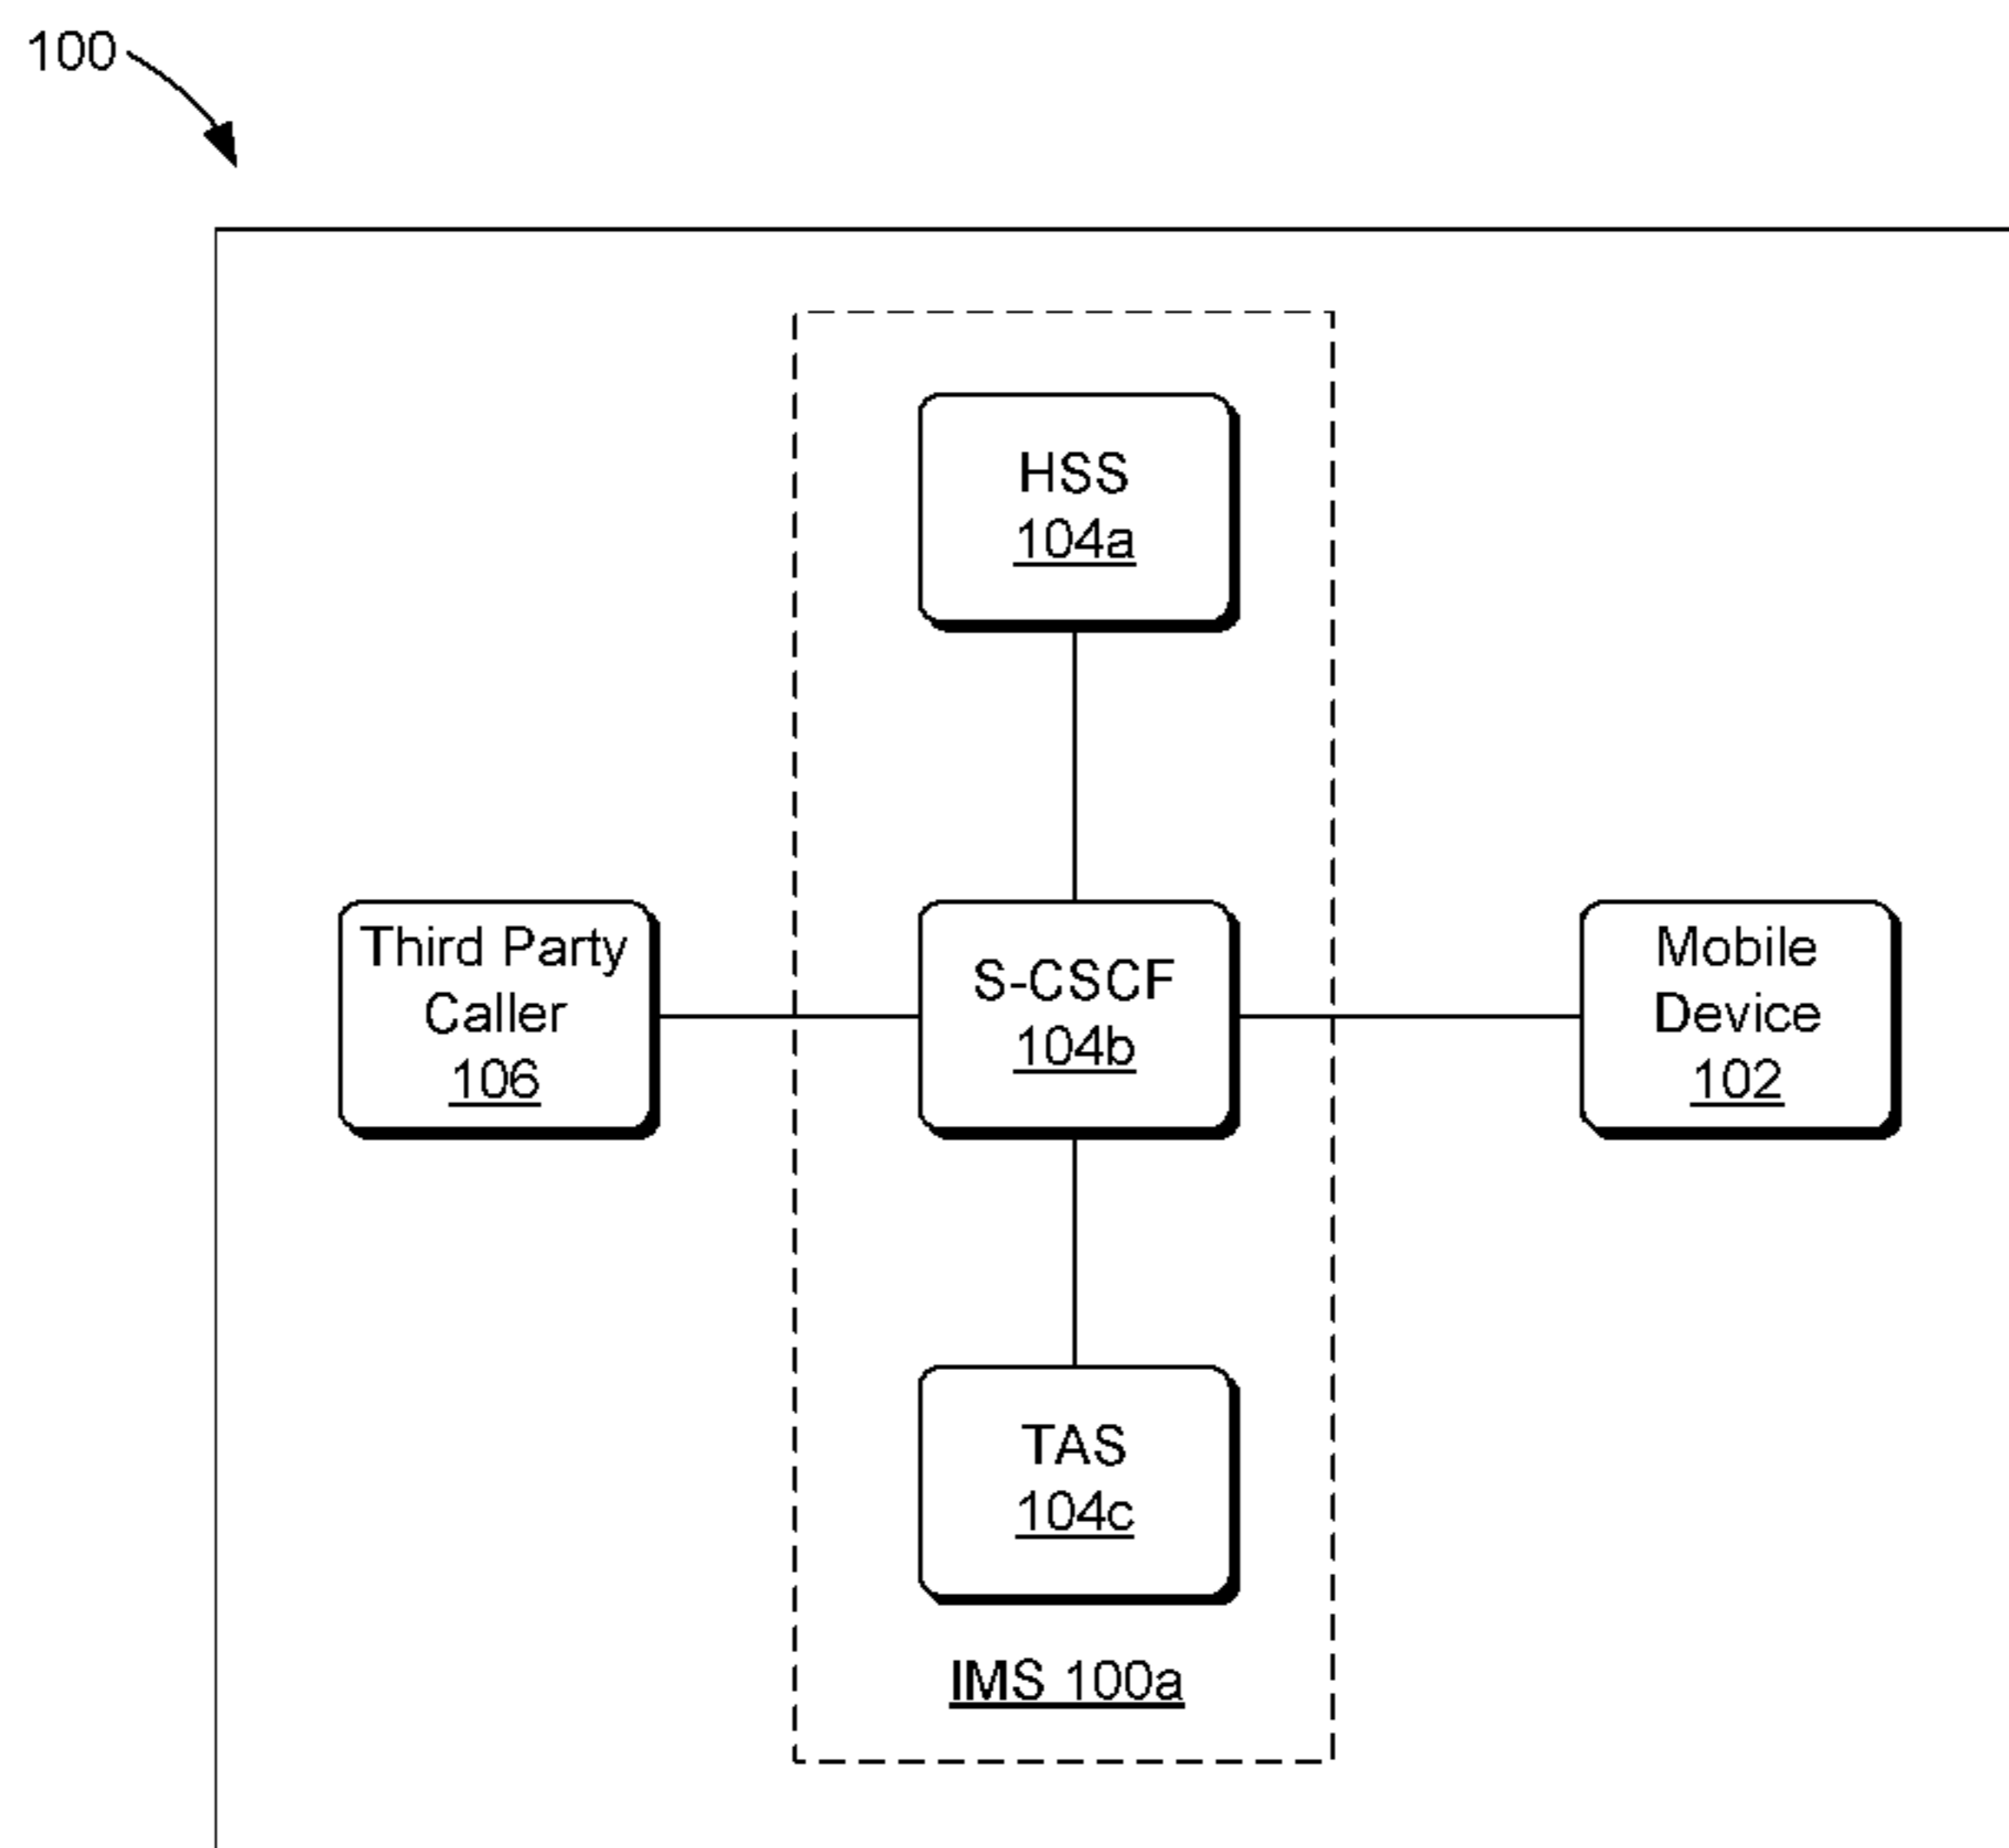 100
HSS
104a
Third Party
Caller
106
S-CSCF
104b
Mobile
Device
102
TAS
104c
IMS 100a